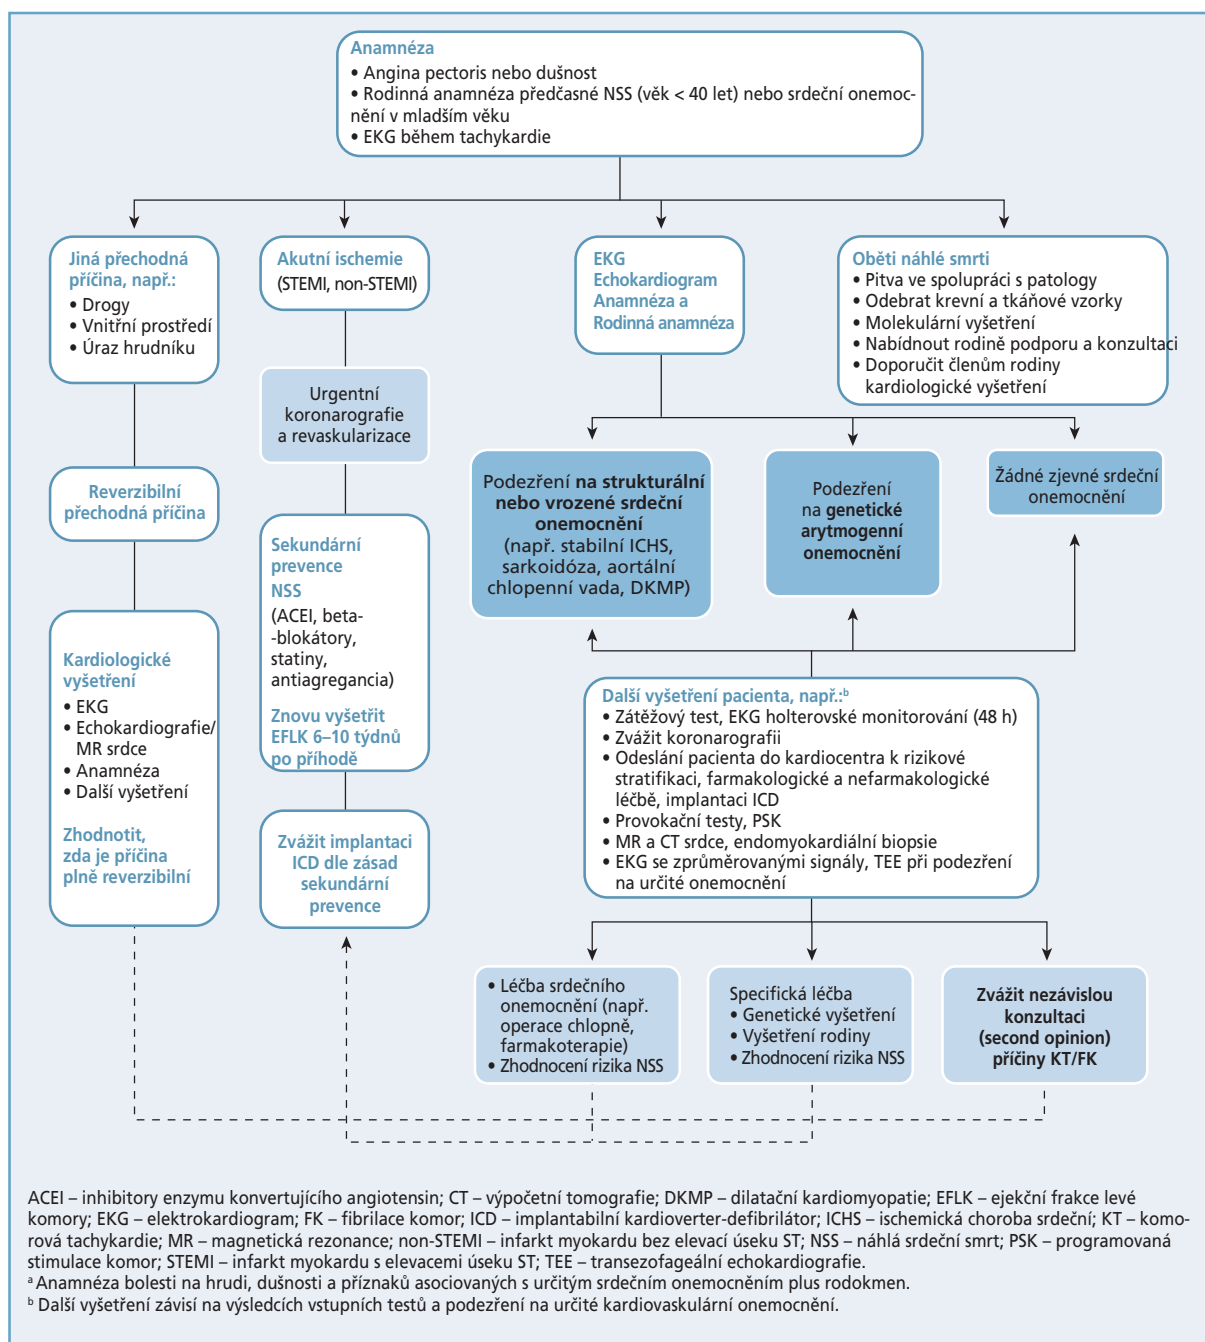 Anamnéza
• Angina pectoris nebo dušnost
• Rodinná anamnéza předčasné NSS (věk < 40 let) nebo srdeční onemoc-
nění v mladším věku
• EKG během tachykardie
Jiná přechodná
příčina, např.:
• Drogy
• Vnitřní prostředí
• Úraz hrudníku
Akutní ischemie
(STEMI, non-STEMI)
EKG
Echokardiogram
Anamnéza a
Rodinná anamnéza
Oběti náhlé smrti
• Pitva ve spolupráci s patology
• Odebrat krevní a tkáňové vzorky
• Molekulární vyšetření
• Nabídnout rodině podporu a konzultaci
• Doporučit členům rodiny
kardiologické vyšetření
Urgentní
koronarografie
a revaskularizace
Reverzibilní
přechodná příčina
Podezření na strukturální
nebo vrozené srdeční
onemocnění
(např. stabilní ICHS,
sarkoidóza, aortální
chlopenní vada, DKMP)
Podezření
na genetické
arytmogenní
onemocnění
Žádné zjevné srdeční
onemocnění
Sekundární
prevence
NSS
(ACEI, beta-
-blokátory,
statiny,
antiagregancia)
Znovu vyšetřit
EFLK 6–10 týdnů
po příhodě
Kardiologické
vyšetření
• EKG
• Echokardiografie/
MR srdce
• Anamnéza
• Další vyšetření
Zhodnotit,
zda je příčina
plně reverzibilní
Zvážit implantaci
ICD dle zásad
sekundární
prevence
Další vyšetření pacienta, např.:b
• Zátěžový test, EKG holterovské monitorování (48 h)
• Zvážit koronarografii
• Odeslání pacienta do kardiocentra k rizikové
stratifikaci, farmakologické a nefarmakologické
léčbě, implantaci ICD
• Provokační testy, PSK
• MR a CT srdce, endomyokardiální biopsie
• EKG se zprůměrovanými signály, TEE při podezření
na určité onemocnění
• Léčba srdečního
onemocnění (např.
operace chlopně,
farmakoterapie)
• Zhodnocení rizika NSS
Specifická léčba
• Genetické vyšetření
• Vyšetření rodiny
• Zhodnocení rizika NSS
Zvážit nezávislou
konzultaci
(second opinion)
příčiny KT/FK
ACEI – inhibitory enzymu konvertujícího angiotensin; CT – výpočetní tomografie; DKMP – dilatační kardiomyopatie; EFLK – ejekční frakce levé
komory; EKG – elektrokardiogram; FK – fibrilace komor; ICD – implantabilní kardioverter-defibrilátor; ICHS – ischemická choroba srdeční; KT – komo-
rová tachykardie; MR – magnetická rezonance; non-STEMI – infarkt myokardu bez elevací úseku ST; NSS – náhlá srdeční smrt; PSK – programovaná
stimulace komor; STEMI – infarkt myokardu s elevacemi úseku ST; TEE – transezofageální echokardiografie.
a Anamnéza bolesti na hrudi, dušnosti a příznaků asociovaných s určitým srdečním onemocněním plus rodokmen.
b Další vyšetření závisí na výsledcích vstupních testů a podezření na určité kardiovaskulární onemocnění.